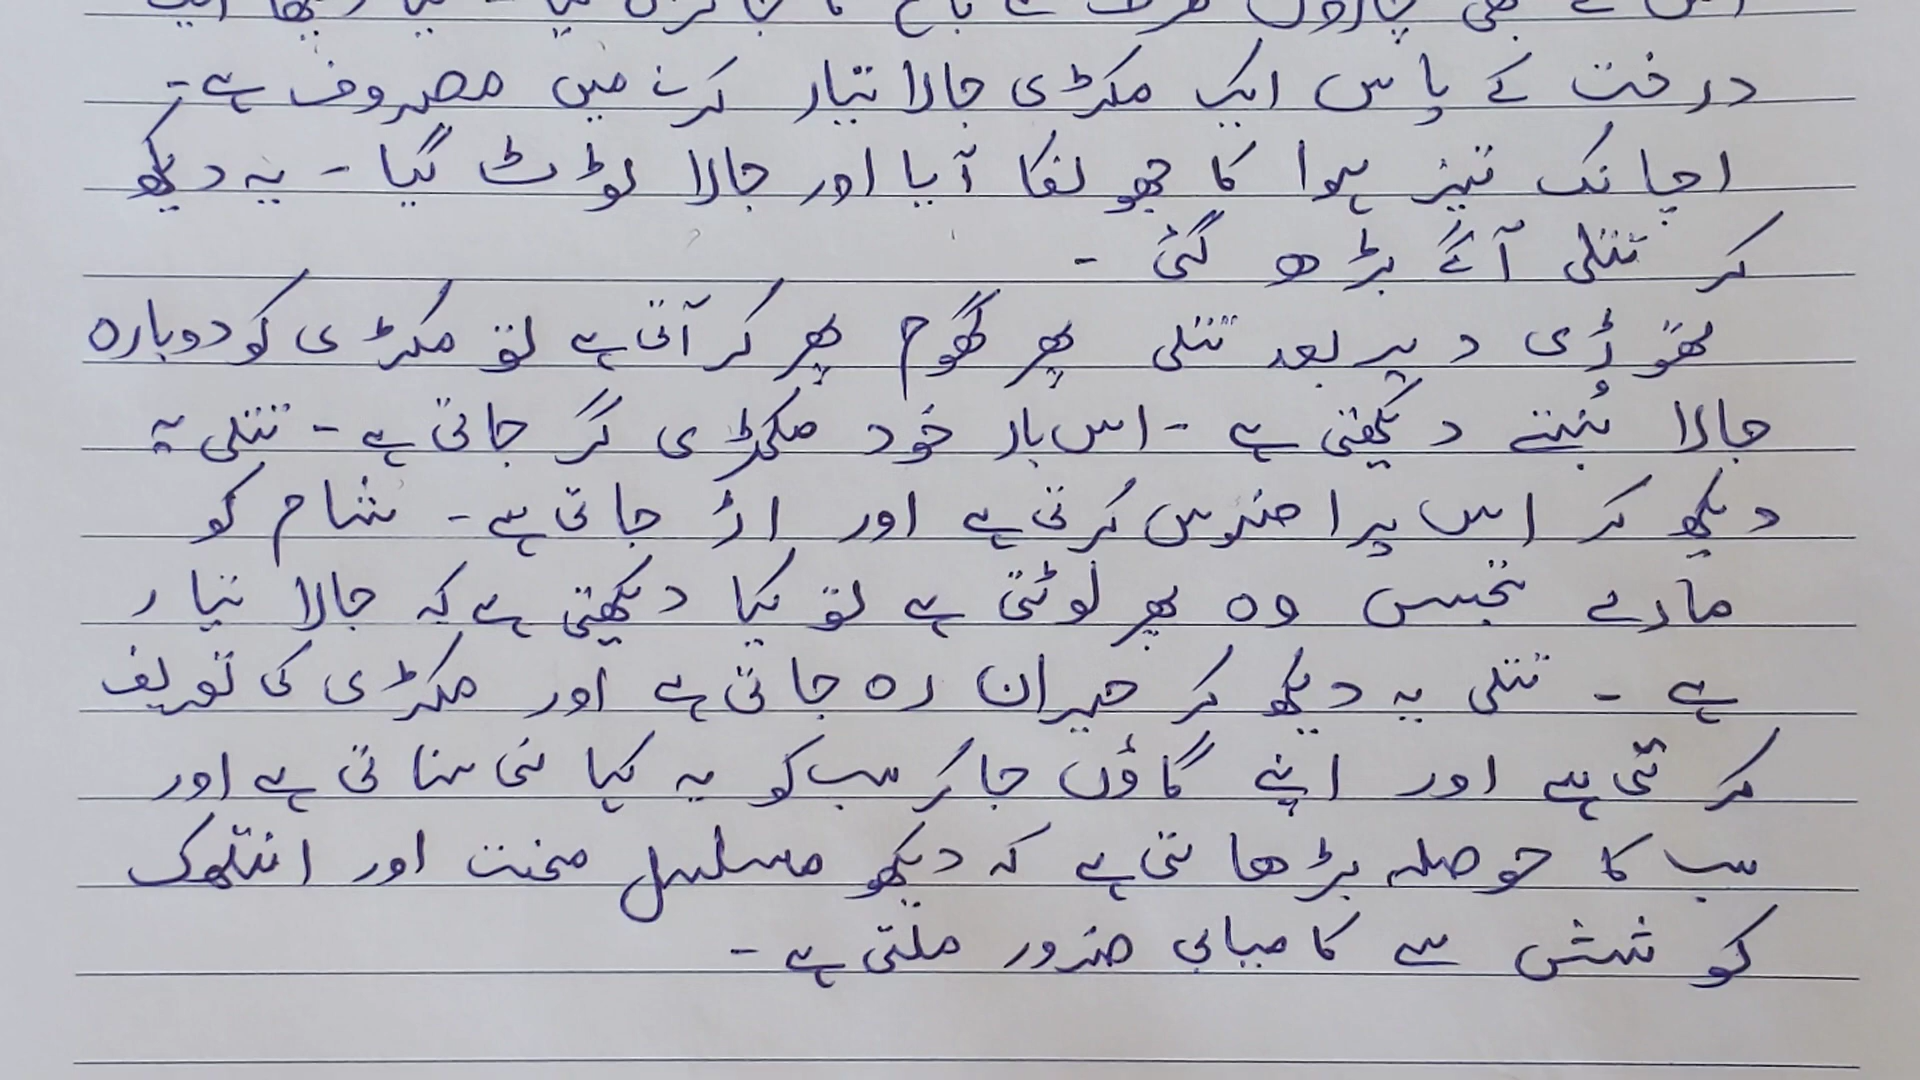 درخت کے پاس ایک مکڑی جالا تیار کرنے میں مصروف ہے۔
اچانک تیز ہوا کا جھونکا آیا اور جالا ٹوٹ گیا - یہ دیکھ
کر تتلی آگے بڑھ گئی -
تھوڑی دیر بعد تتلی پھر گھوم پھر کر آتی ہے تو مکڑی کو دوبارہ
جالا بُنتے دیکھتی ہے - اس بار خود مکڑی گر جاتی ہے - تتلی یہ
دیکھ کر اس پر افسوس کرتی ہے اور اڑ جاتی ہے - شام کو
مارے تجسس وہ پھر لوٹتی ہے تو کیا دیکھتی ہے کہ جالا تیار
ہے - تتلی یہ دیکھ کر حیران رہ جاتی ہے اور مکڑی کی تعریف
کرتی ہے اور اپنے گاؤں جا کر سب کو یہ کہانی سناتی ہے اور
سب کا حوصلہ بڑھاتی ہے کہ دیکھو مسلسل محنت اور انتھک
کوشش سے کامیابی ضرور ملتی ہے -